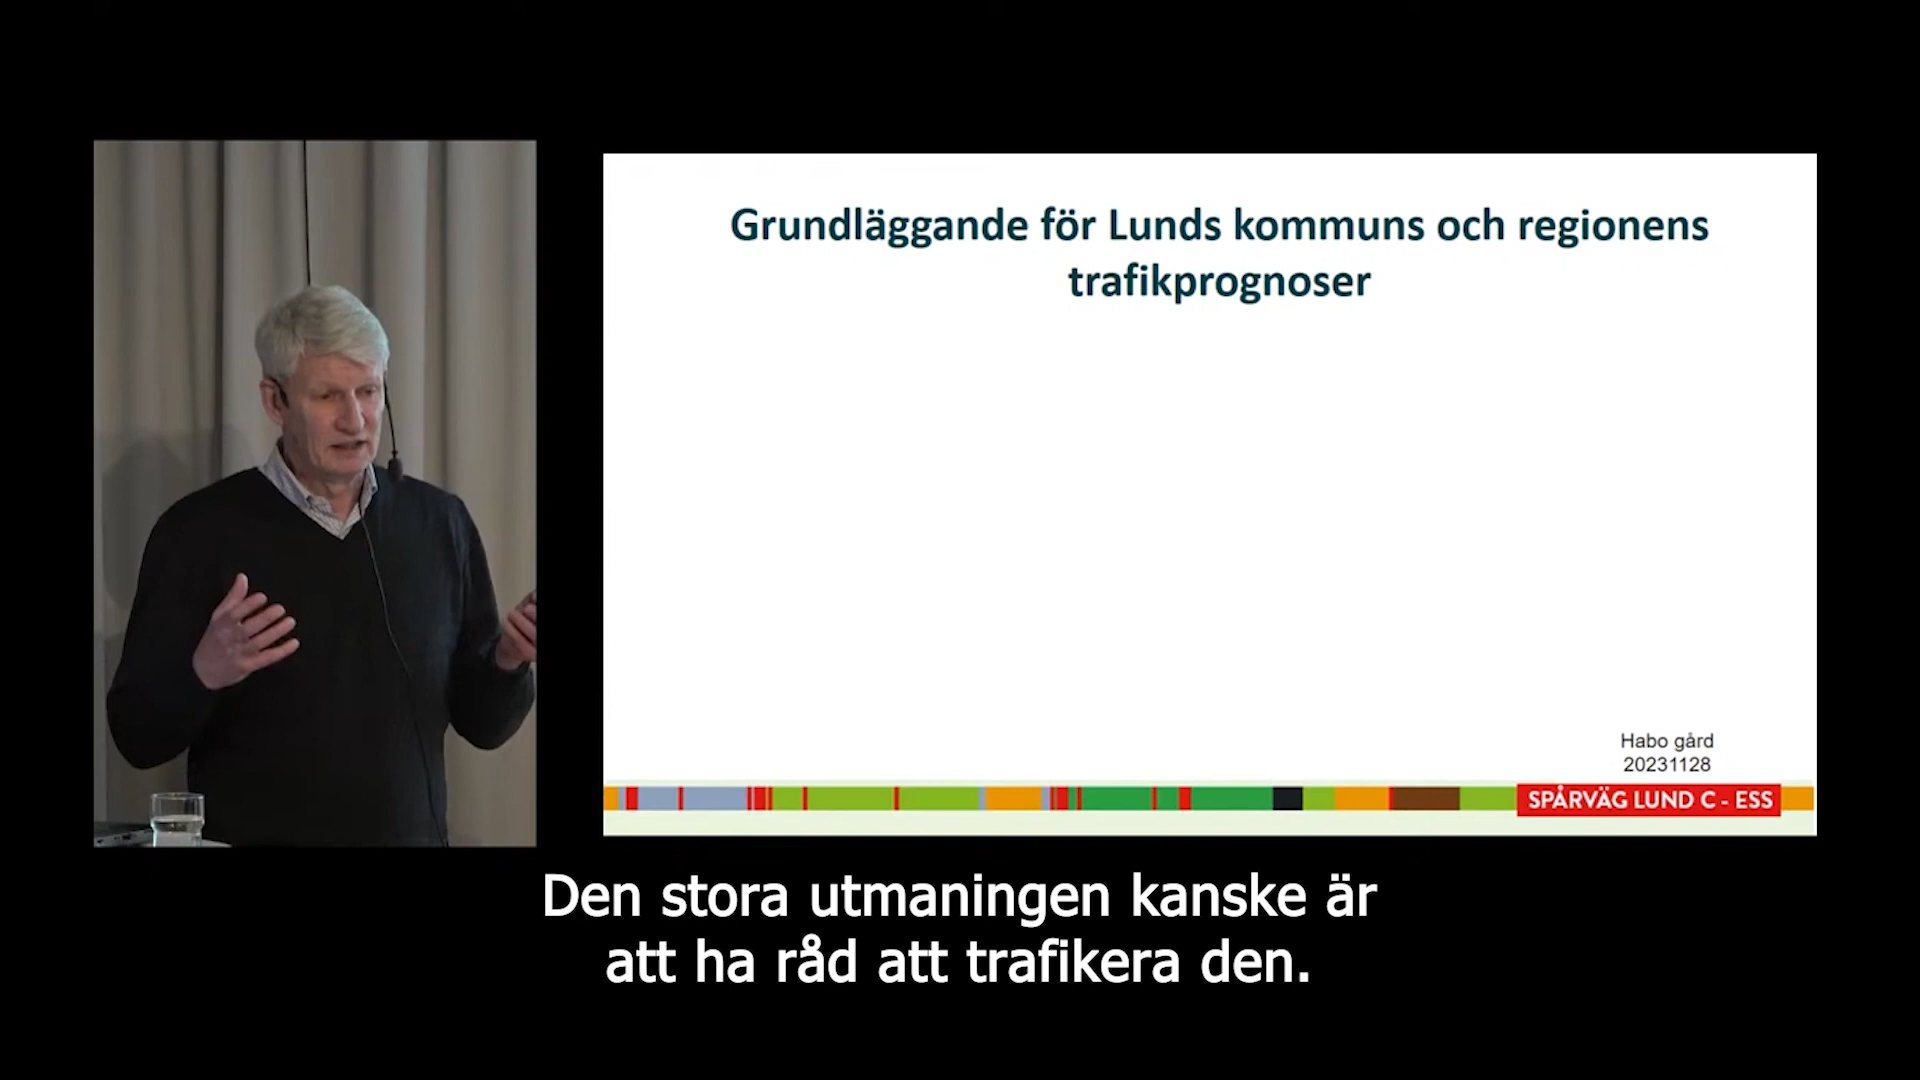 Grundläggande för Lunds kommuns och regionens
trafikprognoser
Habo gård
20231128
SPÅRVÄG LUND C - ESS
Den stora utmaningen kanske är
att ha råd att trafikera den.